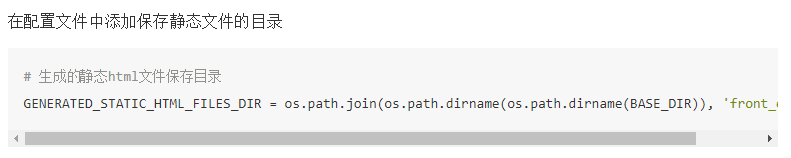 在配置文件中添加保存静态文件的目录
# 生成的静态html文件保存目录
GENERATED_STATIC_HTML_FILES_DIR = os.path.join(os.path.dirname(os.path.dirname(BASE_DIR)), 'front_